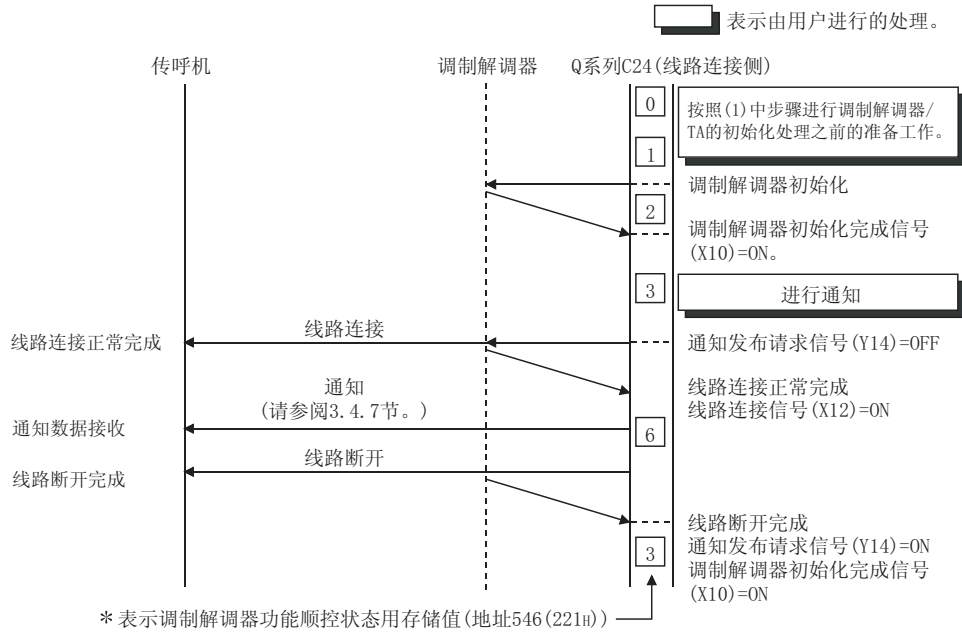 表示由用户进行的处理。
传呼机
调制解调器
Q系列C24(线路连接侧)
0
按照(1)中步骤进行调制解调器/
TA的初始化处理之前的准备工作。
1
调制解调器初始化
2
调制解调器初始化完成信号
(X10)=ON。
3
进行通知
线路连接正常完成
线路连接
通知发布请求信号(Y14)=OFF
通知
(请参阅3.4.7节。)
线路连接正常完成
线路连接信号(X12)=ON
通知数据接收
6
线路断开
线路断开完成
线路断开完成
3
通知发布请求信号(Y14)=ON
调制解调器初始化完成信号
(X10)=ON
*表示调制解调器功能顺控状态用存储值(地址546(221H))